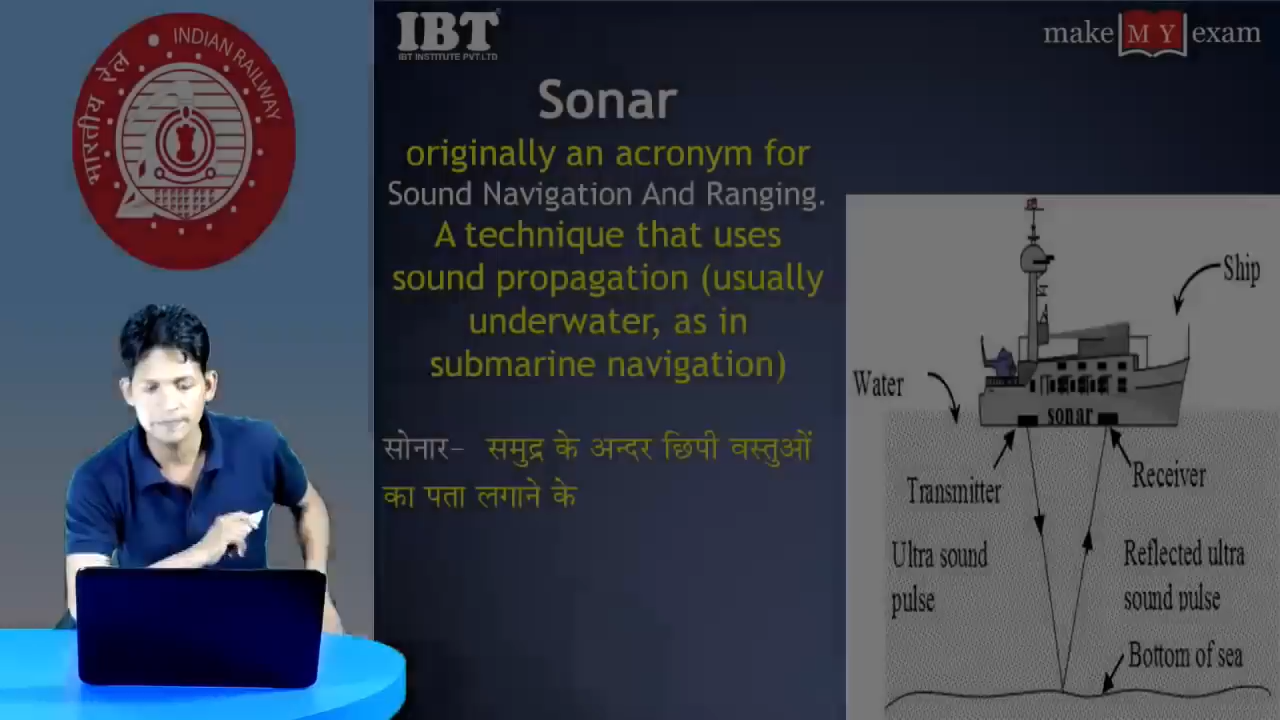 भारतीय रेल
INDIAN RAILWAY
IBT
IBT INSTITUTE PVT.LTD
make MY exam
Sonar
originally an acronym for
Sound Navigation And Ranging.
A technique that uses
sound propagation (usually
underwater, as in
submarine navigation)
सोनार- समुद्र के अन्दर छिपी वस्तुओं
का पता लगाने के
Ship
Water
sonar
Transmitter
Receiver
Ultra sound
pulse
Reflected ultra
sound pulse
Bottom of sea